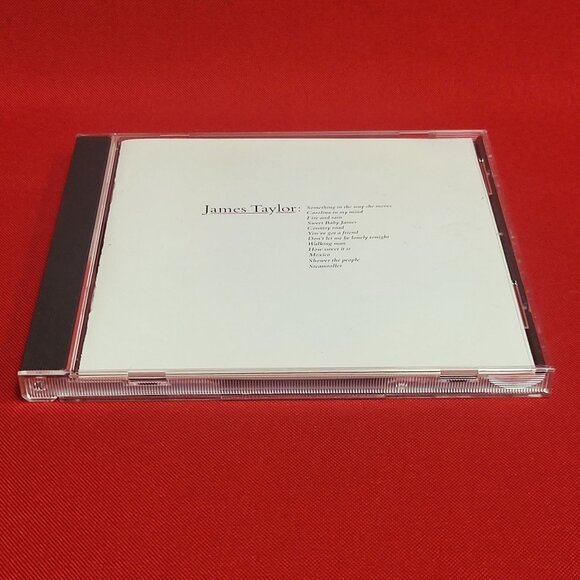 James Taylor: Something in the way she moves
Carolina in my mind
Fire and rain
Sweet Baby James
Country road
You've got a friend
Don't let me be lonely tonight
Walking man
How sweet it is
Mexico
Shower the people
Steamroller